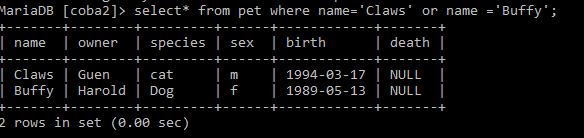 MariaDB [coba2]> select* from pet where name='Claws' or name ='Buffy';
+-------+--------+---------+------+------------+-------+
| name  | owner  | species | sex  | birth      | death |
+-------+--------+---------+------+------------+-------+
| Claws | Guen   | cat     | m    | 1994-03-17 | NULL  |
| Buffy | Harold | Dog     | f    | 1989-05-13 | NULL  |
+-------+--------+---------+------+------------+-------+
2 rows in set (0.00 sec)